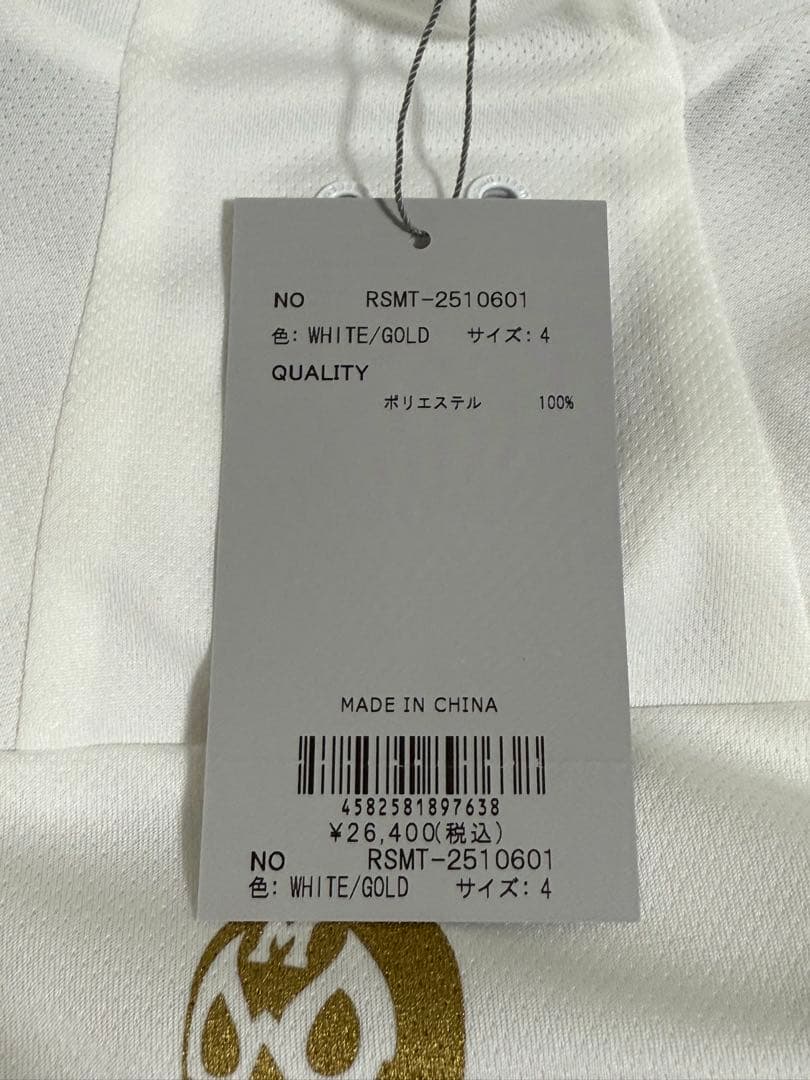 NO RSMT-2510601
色: WHITE/GOLD サイズ: 4
QUALITY
ポリエステル 100%
MADE IN CHINA
4582581897638
¥26,400(税込)
NO RSMT-2510601
色: WHITE/GOLD サイズ: 4
M